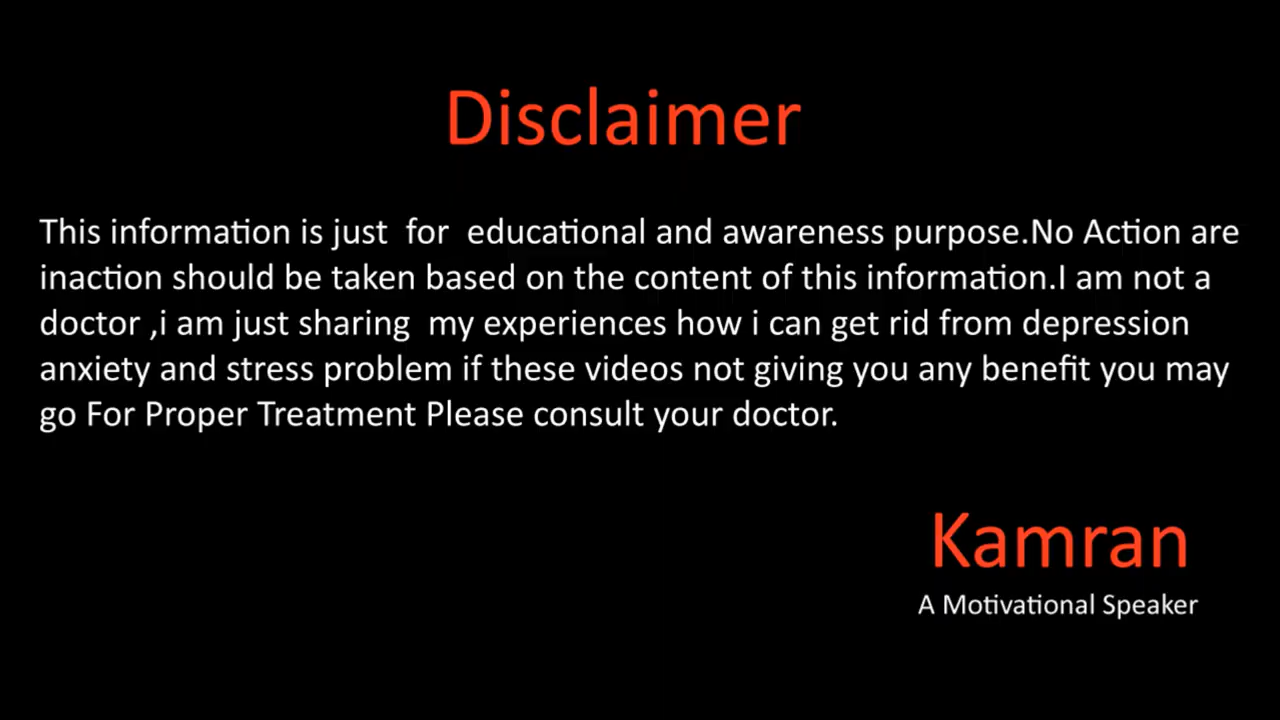 Disclaimer
This information is just  for  educational and awareness purpose.No Action are
inaction should be taken based on the content of this information.I am not a
doctor ,i am just sharing  my experiences how i can get rid from depression
anxiety and stress problem if these videos not giving you any benefit you may
go For Proper Treatment Please consult your doctor.
Kamran
A Motivational Speaker